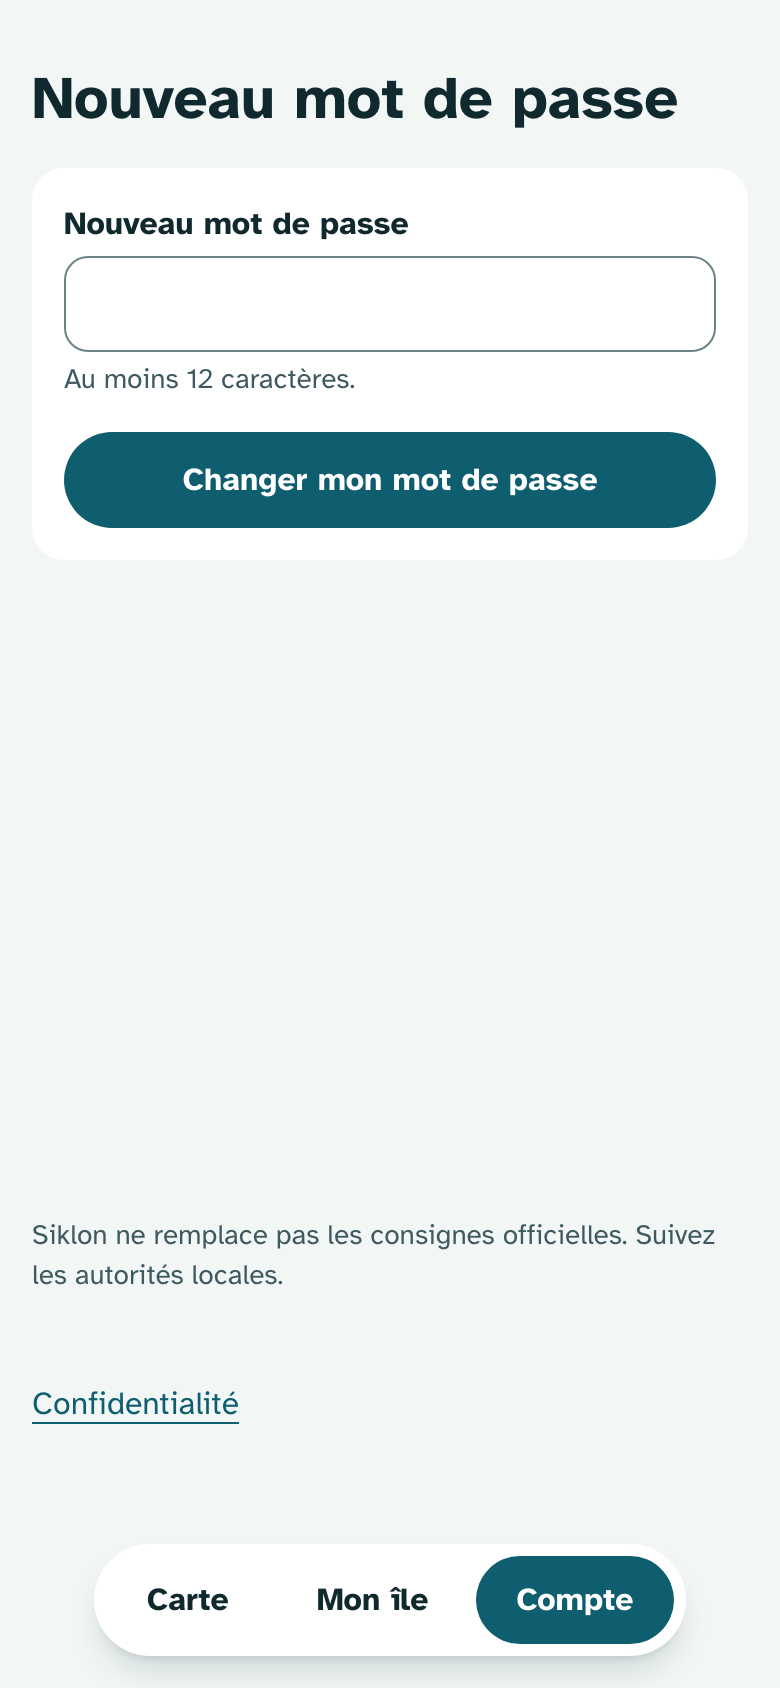 Nouveau mot de passe
Nouveau mot de passe
Au moins 12 caractères.
Changer mon mot de passe
Siklon ne remplace pas les consignes officielles. Suivez
les autorités locales.
Confidentialité
Carte
Mon île
Compte